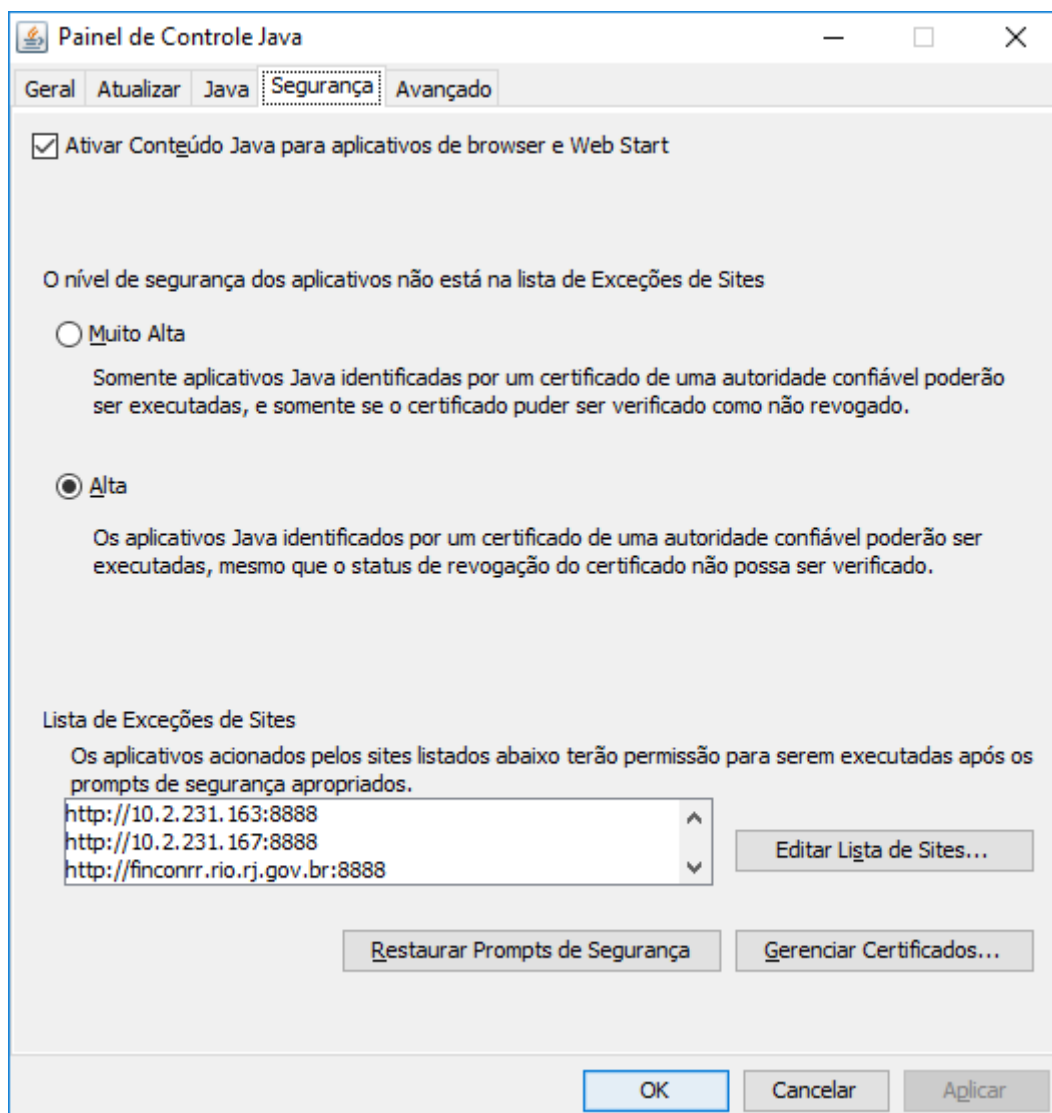 Painel de Controle Java
Geral Atualizar Java Segurança Avançado
Ativar Conteúdo Java para aplicativos de browser e Web Start
O nível de segurança dos aplicativos não está na lista de Exceções de Sites
Muito Alta
Somente aplicativos Java identificadas por um certificado de uma autoridade confiável poderão
ser executadas, e somente se o certificado puder ser verificado como não revogado.
Alta
Os aplicativos Java identificados por um certificado de uma autoridade confiável poderão ser
executadas, mesmo que o status de revogação do certificado não possa ser verificado.
Lista de Exceções de Sites
Os aplicativos acionados pelos sites listados abaixo terão permissão para serem executadas após os
prompts de segurança apropriados.
http://10.2.231.163:8888
http://10.2.231.167:8888
http://finconrr.rio.rj.gov.br:8888
Editar Lista de Sites...
Restaurar Prompts de Segurança Gerenciar Certificados...
OK Cancelar Aplicar